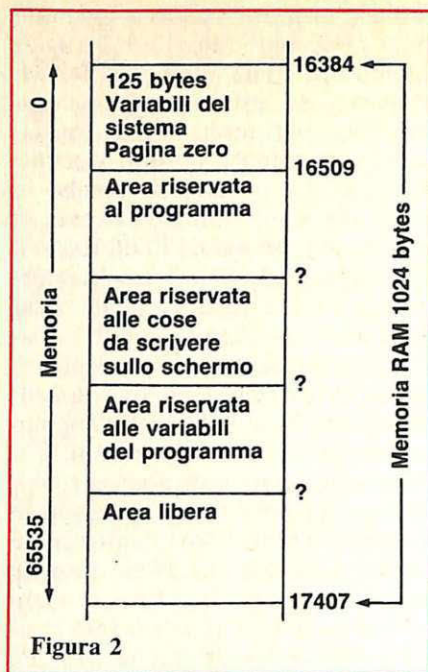 16384
0
125 bytes
Variabili del
sistema
Pagina zero
16509
Area riservata
al programma
?
Area riservata
alle cose
da scrivere
sullo schermo
?
Area riservata
alle variabili
del programma
?
Area libera
17407
Memoria
65535
Memoria RAM 1024 bytes
Figura 2